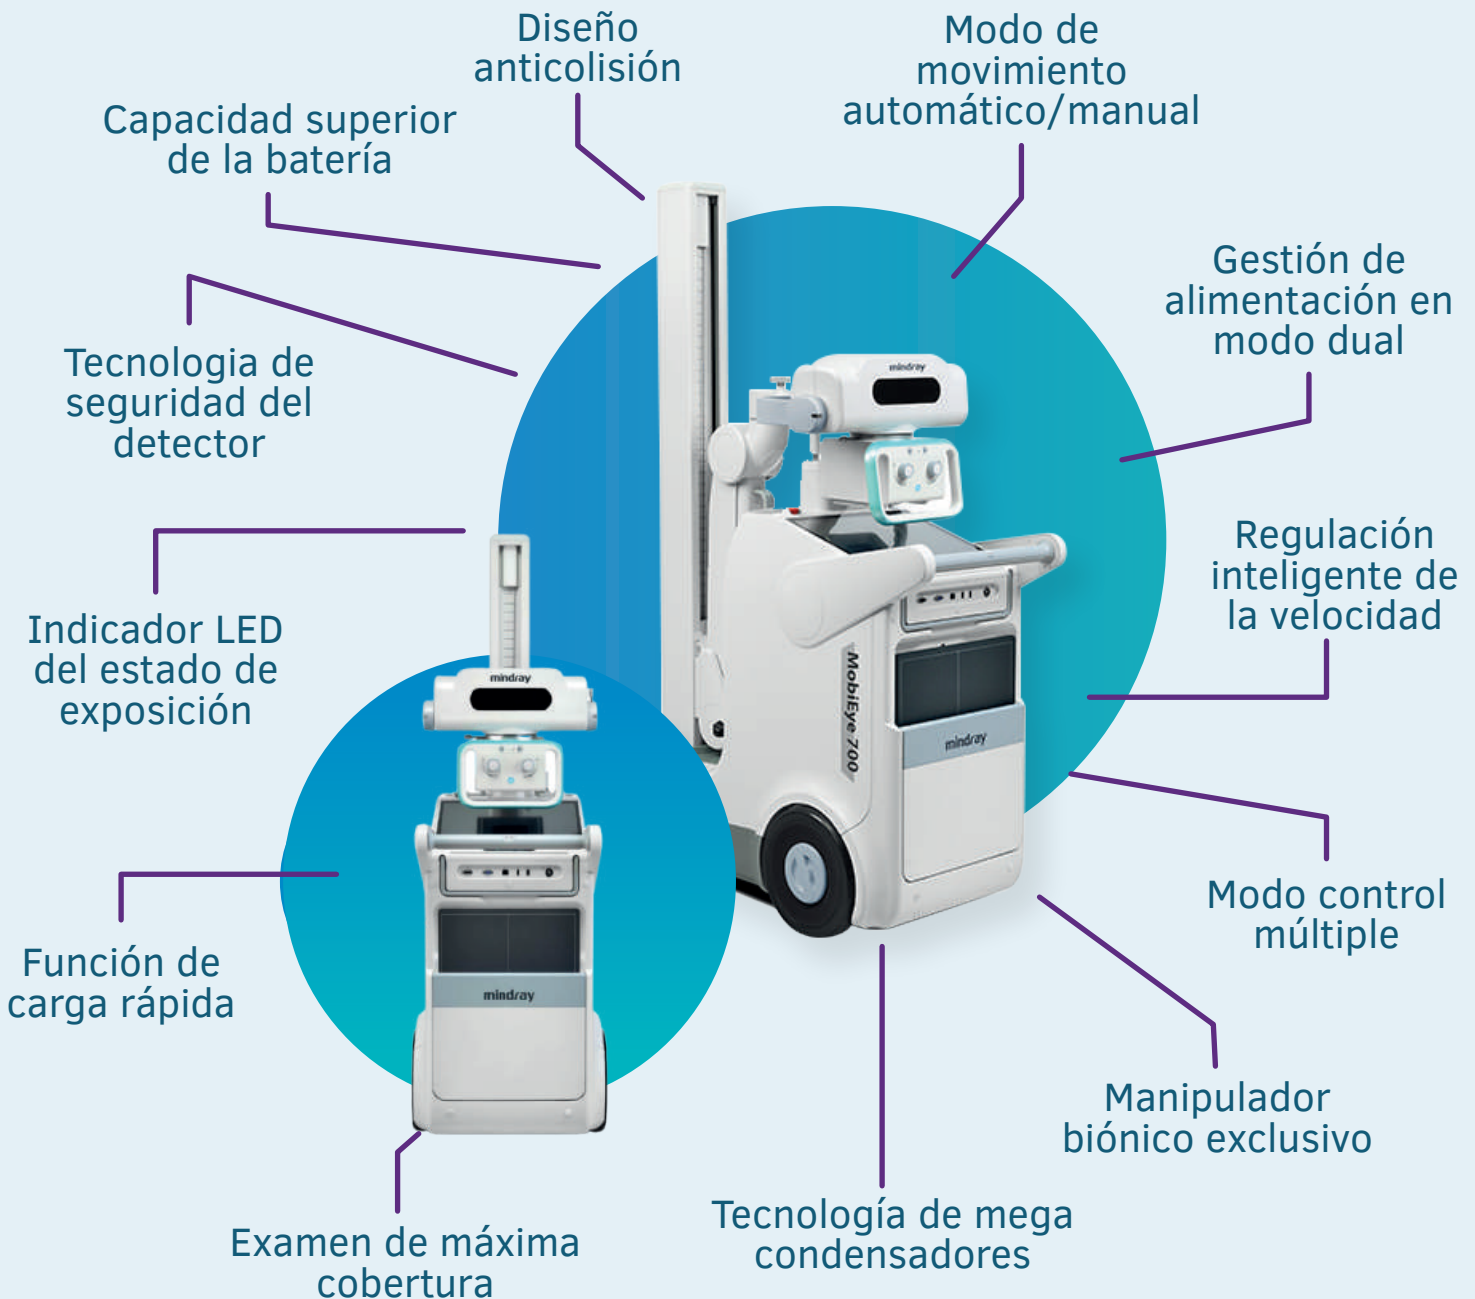 Diseño
anticolisión
Modo de
movimiento
automático/manual
Capacidad superior
de la batería
Gestión de
alimentación en
modo dual
Tecnologia de
seguridad del
detector
mindray
Regulación
inteligente de
la velocidad
Indicador LED
del estado de
exposición
MobiEye 700
mindray
mindray
Modo control
múltiple
Función de
carga rápida
mindray
Manipulador
biónico exclusivo
Tecnología de mega
condensadores
Examen de máxima
cobertura